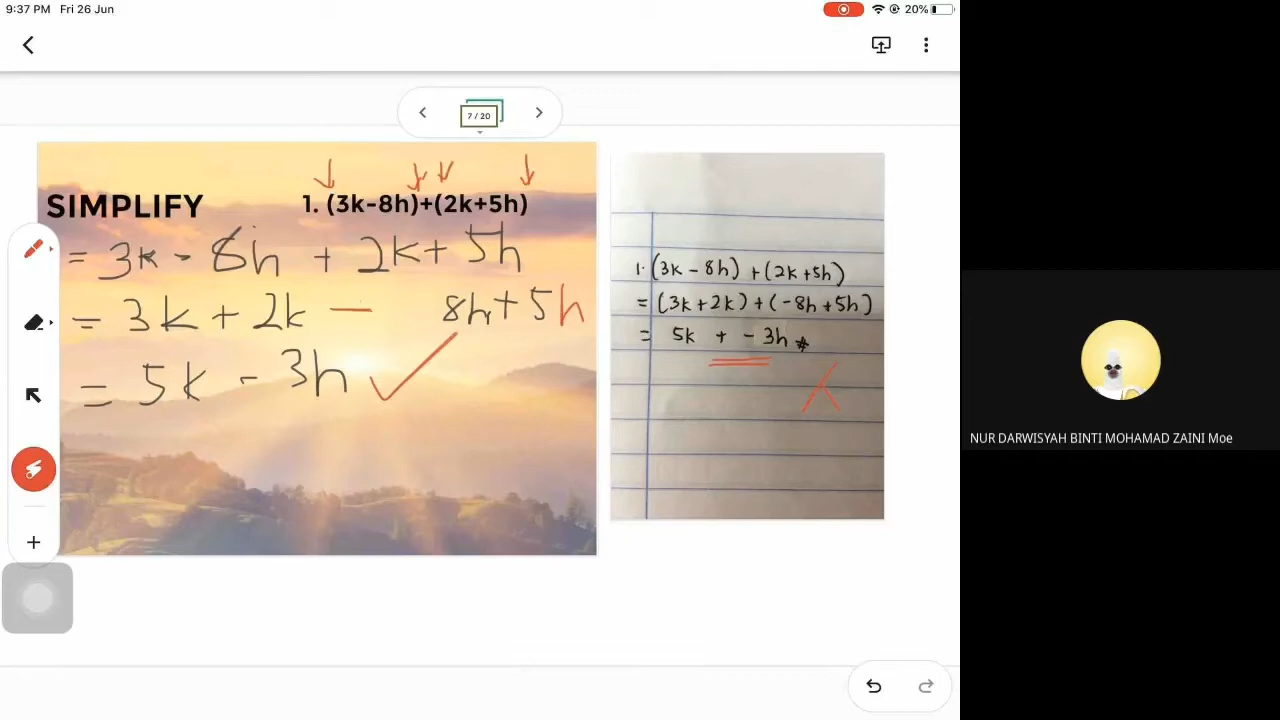 9:37 PM Fri 26 Jun
20%
7 / 20
SIMPLIFY 1. (3k-8h)+(2k+5h)
= 3k - 8h + 2k + 5h
= 3k + 2k - 8h + 5h
= 5k - 3h
1. (3k - 8h) + (2k + 5h)
= (3k + 2k) + (-8h + 5h)
= 5k + - 3h
NUR DARWISYAH BINTI MOHAMAD ZAINI Moe